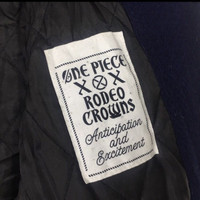 ONE PIECE
X X X
RODEO
CROWNS
Anticipation
and
Excitement